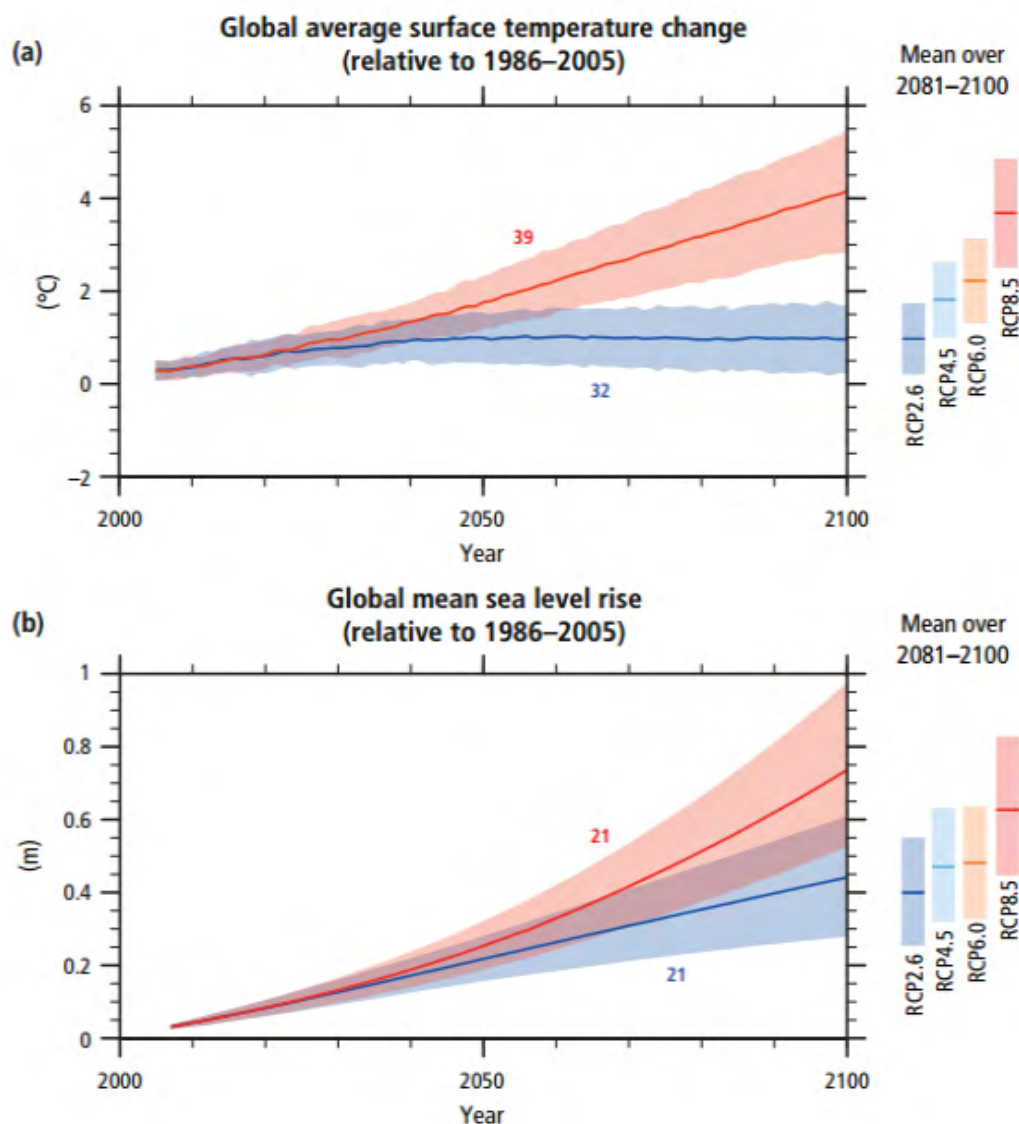 (a)
Global average surface temperature change
(relative to 1986–2005)
Mean over
2081–2100
6
4
2
0
−2
(°C)
39
32
2000
2050
2100
Year
RCP2.6
RCP4.5
RCP6.0
RCP8.5
(b)
Global mean sea level rise
(relative to 1986–2005)
Mean over
2081–2100
1
0.8
0.6
0.4
0.2
0
(m)
21
21
2000
2050
2100
Year
RCP2.6
RCP4.5
RCP6.0
RCP8.5